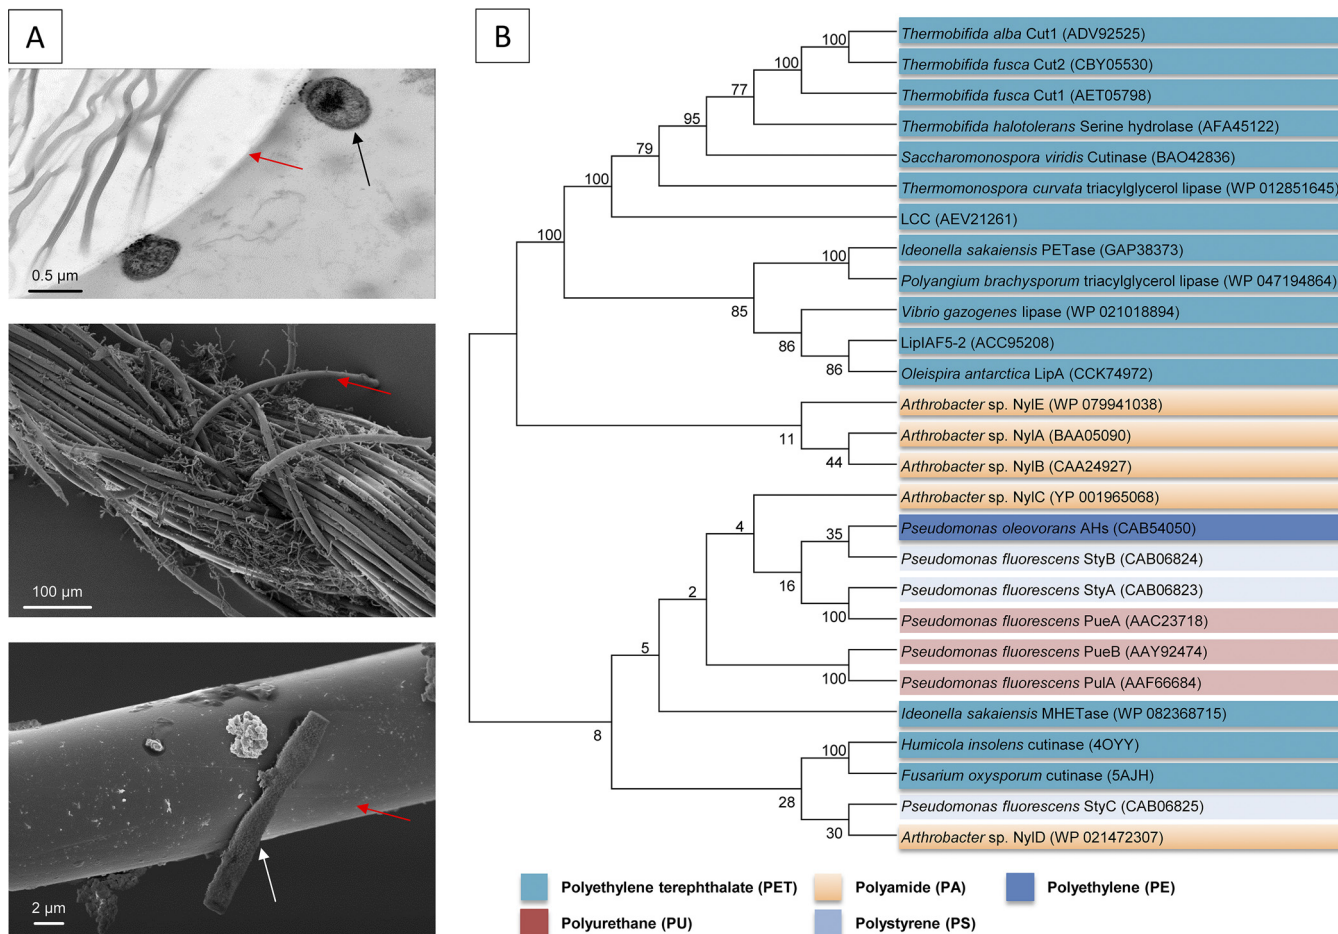 A
0.5 µm
100 µm
2 µm
B
100
Thermobifida alba Cut1 (ADV92525)
100
Thermobifida fusca Cut2 (CBY05530)
77
Thermobifida fusca Cut1 (AET05798)
95
Thermobifida halotolerans Serine hydrolase (AFA45122)
79
Saccharomonospora viridis Cutinase (BAO42836)
100
Thermomonospora curvata triacylglycerol lipase (WP 012851645)
LCC (AEV21261)
100
100
Ideonella sakaiensis PETase (GAP38373)
Polyangium brachysporum triacylglycerol lipase (WP 047194864)
85
Vibrio gazogenes lipase (WP 021018894)
86
LipIAF5-2 (ACC95208)
86
Oleispira antarctica LipA (CCK74972)
Arthrobacter sp. NylE (WP 079941038)
11
Arthrobacter sp. NylA (BAA05090)
44
Arthrobacter sp. NylB (CAA24927)
Arthrobacter sp. NylC (YP 001965068)
4
35
Pseudomonas oleovorans AHs (CAB54050)
Pseudomonas fluorescens StyB (CAB06824)
16
2
Pseudomonas fluorescens StyA (CAB06823)
100
Pseudomonas fluorescens PueA (AAC23718)
5
Pseudomonas fluorescens PueB (AAY92474)
100
Pseudomonas fluorescens PulA (AAF66684)
Ideonella sakaiensis MHETase (WP 082368715)
8
100
Humicola insolens cutinase (4OYY)
Fusarium oxysporum cutinase (5AJH)
28
Pseudomonas fluorescens StyC (CAB06825)
30
Arthrobacter sp. NylD (WP 021472307)
Polyethylene terephthalate (PET)
Polyamide (PA)
Polyethylene (PE)
Polyurethane (PU)
Polystyrene (PS)